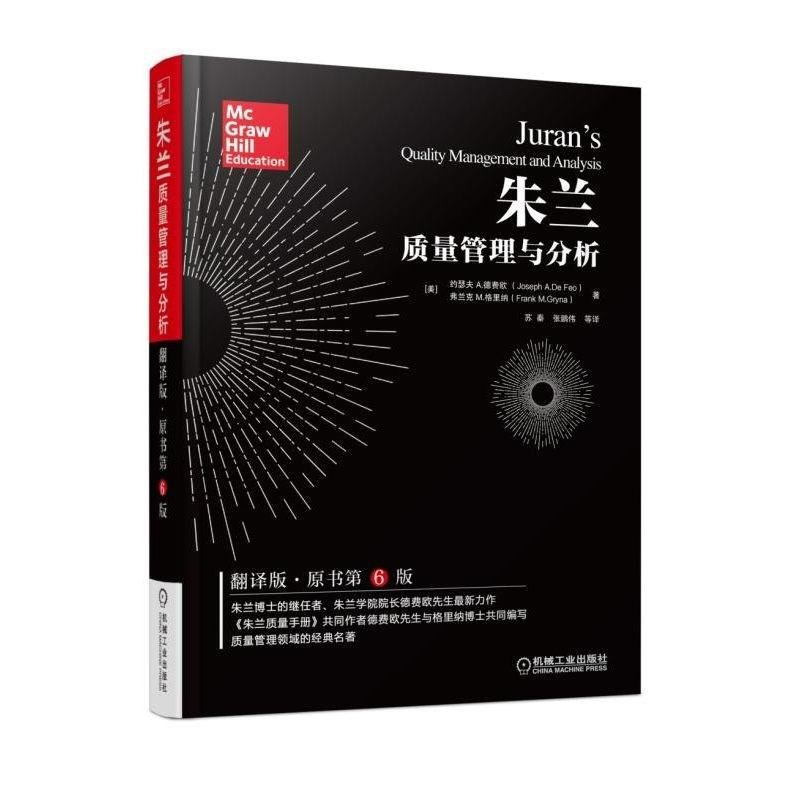 Mc
Graw
Hill
Education
朱兰质量管理与分析
翻译版·原书第6版
机械工业出版社
Mc
Graw
Hill
Education
Juran's
Quality Management and Analysis
朱兰
质量管理与分析
[美] 约瑟夫 A.德费欧（Joseph A.De Feo）
弗兰克 M.格里纳（Frank M.Gryna） 著
苏 秦 张鹏伟 等译
翻译版·原书第6版
朱兰博士的继任者、朱兰学院院长德费欧先生最新力作
《朱兰质量手册》共同作者德费欧先生与格里纳博士共同编写
质量管理领域的经典名著
机械工业出版社
CHINA MACHINE PRESS